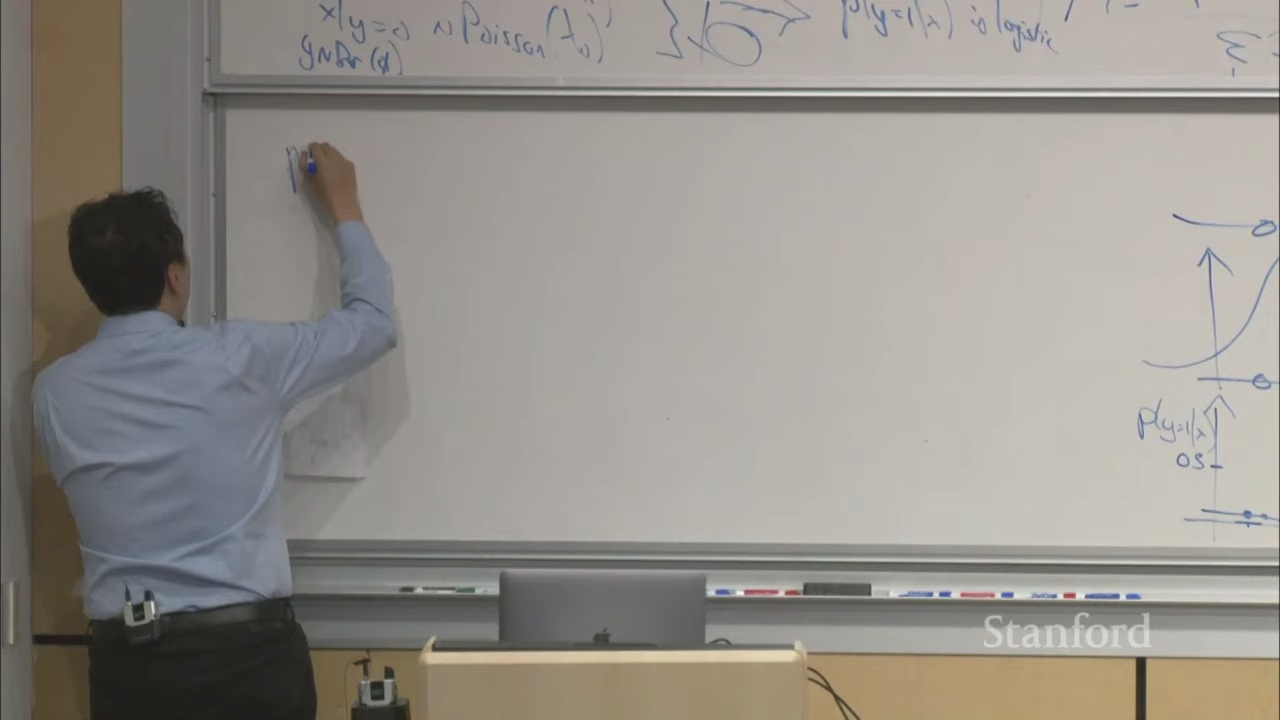 x|y=0 ~ Poisson(λ₀) } p(y=1|x) is logistic
y~Ber(φ)
p(y=1|x)
0.5
Stanford